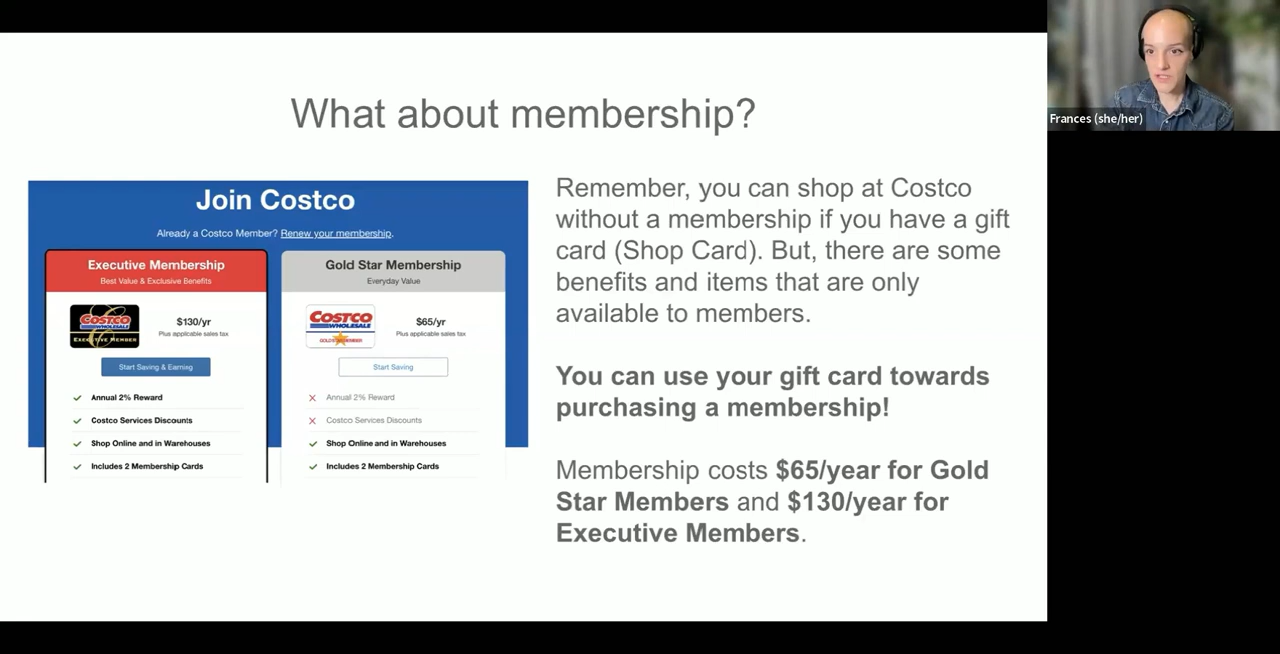 What about membership?
Join Costco
Already a Costco Member? Renew your membership.
Executive Membership
Best Value & Exclusive Benefits
COSTCO
WHOLESALE
EXECUTIVE MEMBER
$130/yr
Plus applicable sales tax
Start Saving & Earning
Annual 2% Reward
Costco Services Discounts
Shop Online and in Warehouses
Includes 2 Membership Cards
Gold Star Membership
Everyday Value
COSTCO
WHOLESALE
$65/yr
Plus applicable sales tax
Start Saving
Annual 2% Reward
Costco Services Discounts
Shop Online and in Warehouses
Includes 2 Membership Cards
Remember, you can shop at Costco
without a membership if you have a gift
card (Shop Card). But, there are some
benefits and items that are only
available to members.
You can use your gift card towards
purchasing a membership!
Membership costs $65/year for Gold
Star Members and $130/year for
Executive Members.
Frances (she/her)